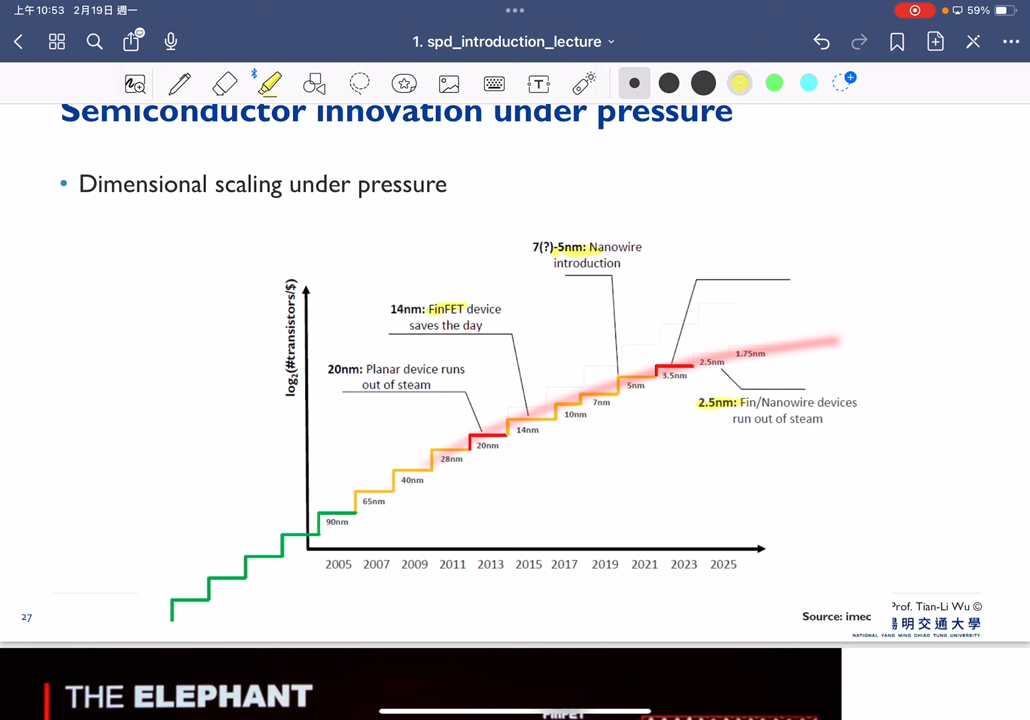 上午10:53 2月19日 週一
59%
1. spd_introduction_lecture
Semiconductor innovation under pressure
• Dimensional scaling under pressure
log2(#transistors/$)
7(?)-5nm: Nanowire
introduction
14nm: FinFET device
saves the day
20nm: Planar device runs
out of steam
2.5nm: Fin/Nanowire devices
run out of steam
90nm
65nm
40nm
28nm
20nm
14nm
10nm
7nm
5nm
3.5nm
2.5nm
1.75nm
2005 2007 2009 2011 2013 2015 2017 2019 2021 2023 2025
27
Source: imec
Prof. Tian-Li Wu ©
陽明交通大學
NATIONAL YANG MING CHIAO TUNG UNIVERSITY
THE ELEPHANT
FinFET